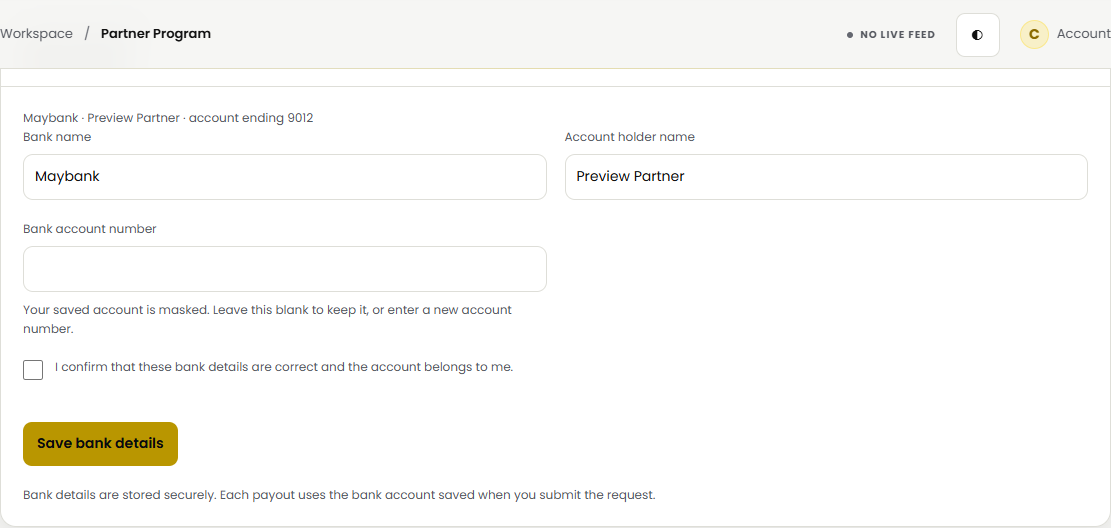 Workspace / Partner Program
NO LIVE FEED
C Account
Maybank · Preview Partner · account ending 9012
Bank name
Account holder name
Maybank
Preview Partner
Bank account number
Your saved account is masked. Leave this blank to keep it, or enter a new account
number.
I confirm that these bank details are correct and the account belongs to me.
Save bank details
Bank details are stored securely. Each payout uses the bank account saved when you submit the request.